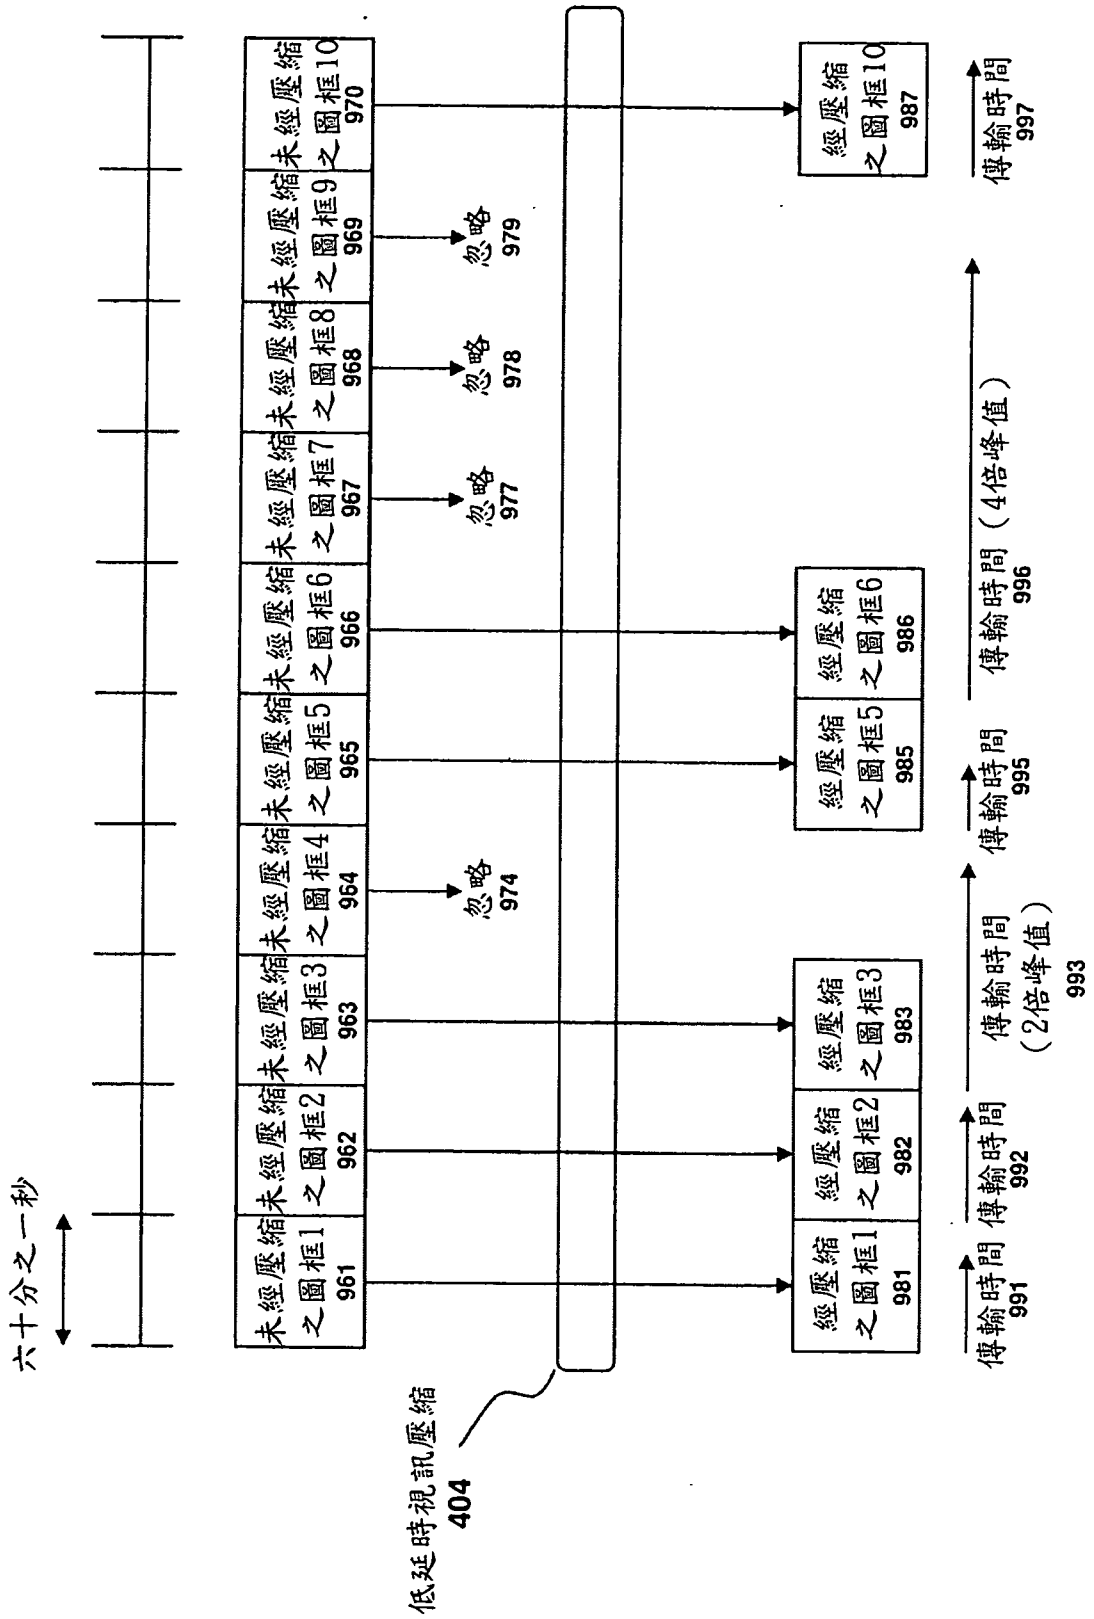 六十分之一秒
未經壓縮
之圖框1
961
未經壓縮
之圖框2
962
未經壓縮
之圖框3
963
未經壓縮
之圖框4
964
未經壓縮
之圖框5
965
未經壓縮
之圖框6
966
未經壓縮
之圖框7
967
未經壓縮
之圖框8
968
未經壓縮
之圖框9
969
未經壓縮
之圖框10
970
忽略
974
忽略
977
忽略
978
忽略
979
低延時視訊壓縮
404
經壓縮
之圖框1
981
經壓縮
之圖框2
982
經壓縮
之圖框3
983
經壓縮
之圖框5
985
經壓縮
之圖框6
986
經壓縮
之圖框10
987
傳輸時間
991
傳輸時間
992
傳輸時間
(2倍峰值)
993
傳輸時間
995
傳輸時間(4倍峰值)
996
傳輸時間
997